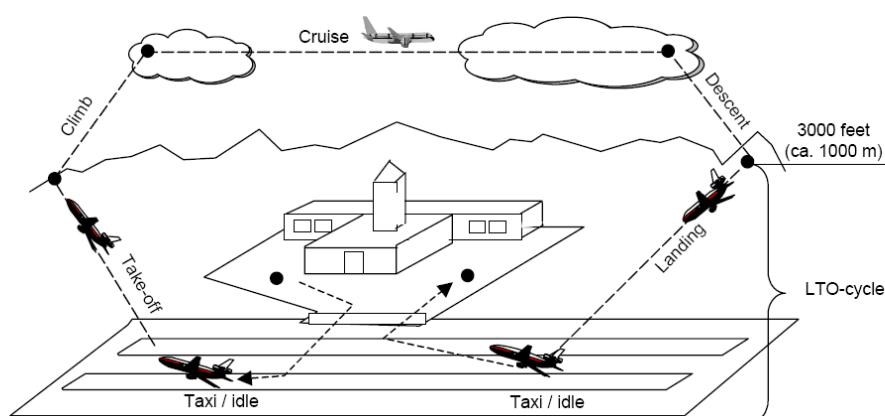 Cruise
Climb
Descent
3000 feet
(ca. 1000 m)
Take-off
Landing
LTO-cycle
Taxi / idle
Taxi / idle